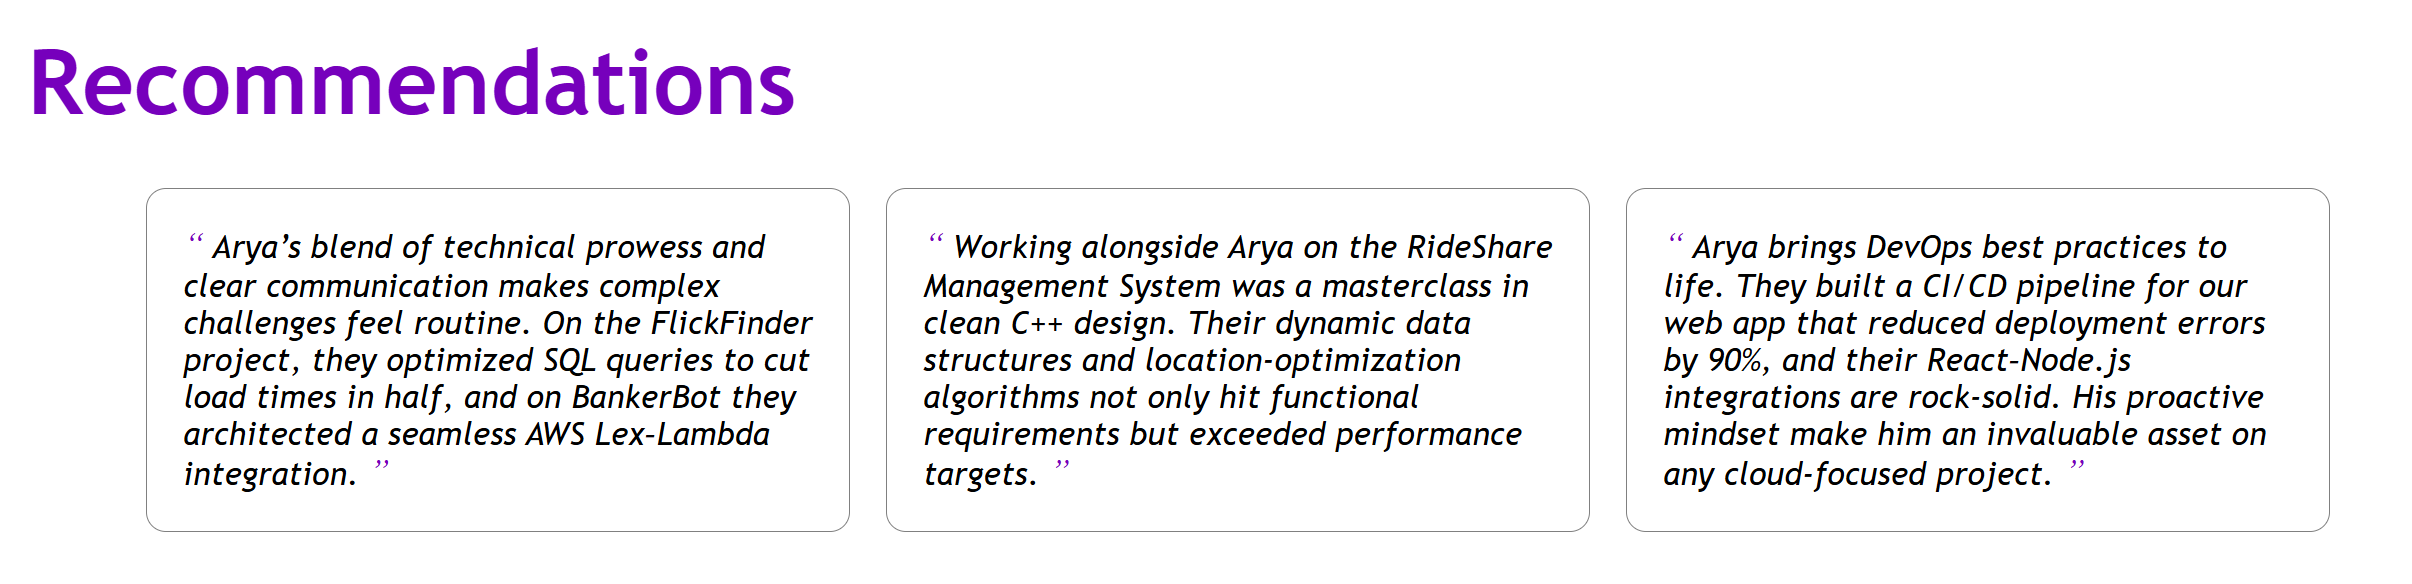 Recommendations
“ Arya’s blend of technical prowess and
clear communication makes complex
challenges feel routine. On the FlickFinder
project, they optimized SQL queries to cut
load times in half, and on BankerBot they
architected a seamless AWS Lex–Lambda
integration. ”
“ Working alongside Arya on the RideShare
Management System was a masterclass in
clean C++ design. Their dynamic data
structures and location-optimization
algorithms not only hit functional
requirements but exceeded performance
targets. ”
“ Arya brings DevOps best practices to
life. They built a CI/CD pipeline for our
web app that reduced deployment errors
by 90%, and their React–Node.js
integrations are rock-solid. His proactive
mindset make him an invaluable asset on
any cloud-focused project. ”